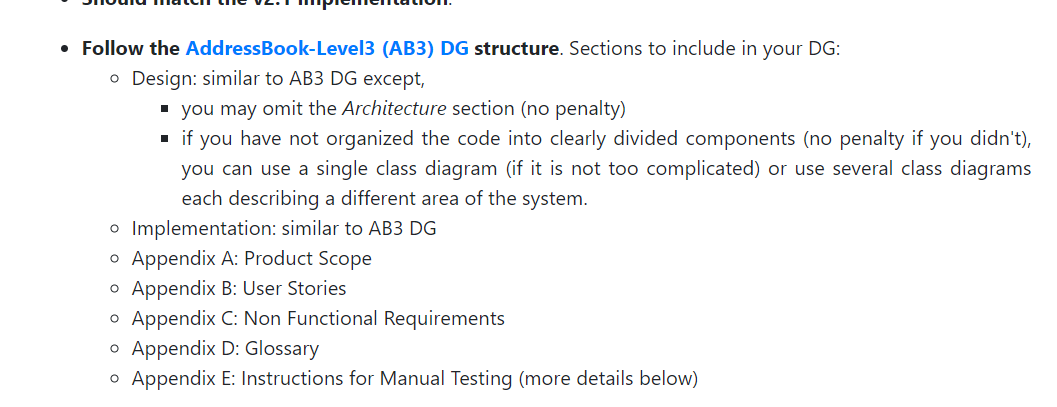 Should match the v2.1 implementation.
Follow the AddressBook-Level3 (AB3) DG structure. Sections to include in your DG:
Design: similar to AB3 DG except,
you may omit the Architecture section (no penalty)
if you have not organized the code into clearly divided components (no penalty if you didn't),
you can use a single class diagram (if it is not too complicated) or use several class diagrams
each describing a different area of the system.
Implementation: similar to AB3 DG
Appendix A: Product Scope
Appendix B: User Stories
Appendix C: Non Functional Requirements
Appendix D: Glossary
Appendix E: Instructions for Manual Testing (more details below)